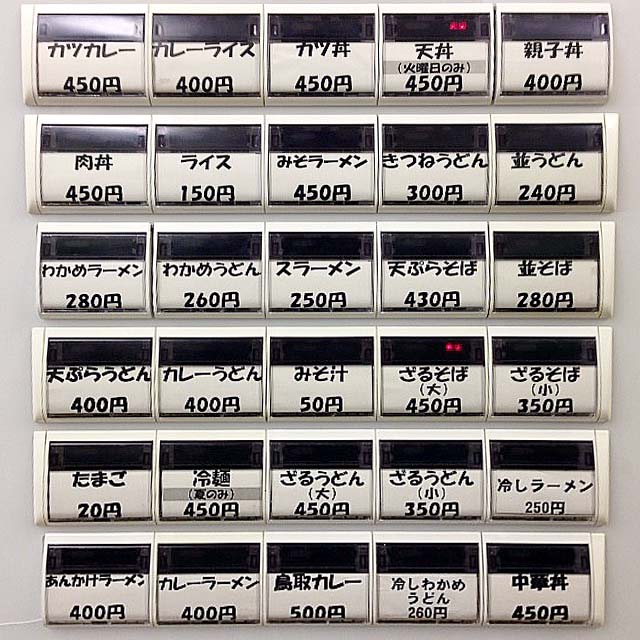 カツカレー
450円
カレーライス
400円
カツ丼
450円
天丼
(火曜日のみ)
450円
親子丼
400円
肉丼
450円
ライス
150円
みそラーメン
450円
きつねうどん
300円
並うどん
240円
わかめラーメン
280円
わかめうどん
260円
スラーメン
250円
天ぷらそば
430円
並そば
280円
天ぷらうどん
400円
カレーうどん
400円
みそ汁
50円
ざるそば
(大)
450円
ざるそば
(小)
350円
たまご
20円
冷麺
(夏のみ)
450円
ざるうどん
(大)
450円
ざるうどん
(小)
350円
冷しラーメン
250円
あんかけラーメン
400円
カレーラーメン
400円
鳥取カレー
500円
冷しわかめ
うどん
260円
中華丼
450円